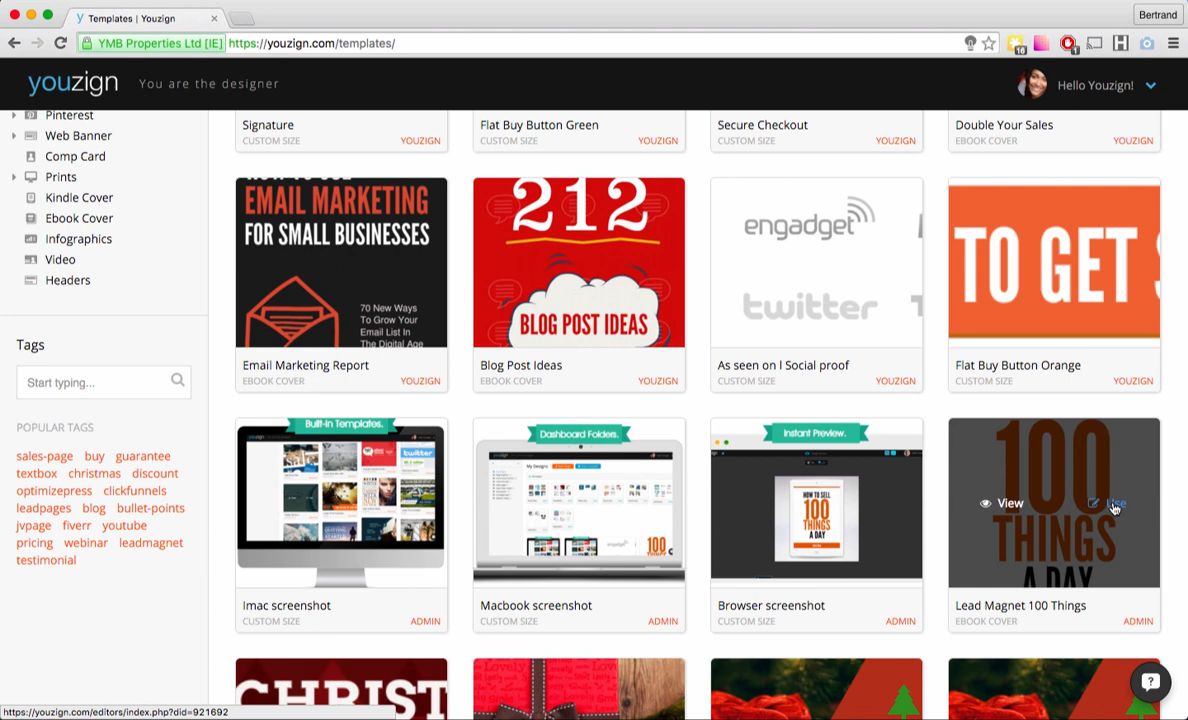 Templates | Youzign
Bertrand
YMB Properties Ltd [IE]
https://youzign.com/templates/
16
1
youzign
You are the designer
Hello Youzign!
Pinterest
Web Banner
Comp Card
Prints
Kindle Cover
Ebook Cover
Infographics
Video
Headers
Tags
Start typing...
POPULAR TAGS
sales-page buy guarantee
textbox christmas discount
optimizepress clickfunnels
leadpages blog bullet-points
jvpage fiverr youtube
pricing webinar leadmagnet
testimonial
Signature
CUSTOM SIZE YOUZIGN
Flat Buy Button Green
CUSTOM SIZE YOUZIGN
Secure Checkout
CUSTOM SIZE YOUZIGN
Double Your Sales
EBOOK COVER YOUZIGN
EMAIL MARKETING
FOR SMALL BUSINESSES
70 New Ways
To Grow Your
Email List In
The Digital Age
Email Marketing Report
EBOOK COVER YOUZIGN
212
BLOG POST IDEAS
Blog Post Ideas
EBOOK COVER YOUZIGN
engadget
twitter
As seen on l Social proof
CUSTOM SIZE YOUZIGN
TO GET
Flat Buy Button Orange
CUSTOM SIZE YOUZIGN
Built-In Templates.
twitter
Imac screenshot
CUSTOM SIZE ADMIN
Dashboard Folders.
My Designs
100
Macbook screenshot
CUSTOM SIZE ADMIN
Instant Preview.
HOW TO SELL
100
THINGS
A DAY
Browser screenshot
CUSTOM SIZE ADMIN
100
View Use
THINGS
A DAY
Lead Magnet 100 Things
EBOOK COVER ADMIN
CHRIST
Lovely
https://youzign.com/editors/index.php?did=921692